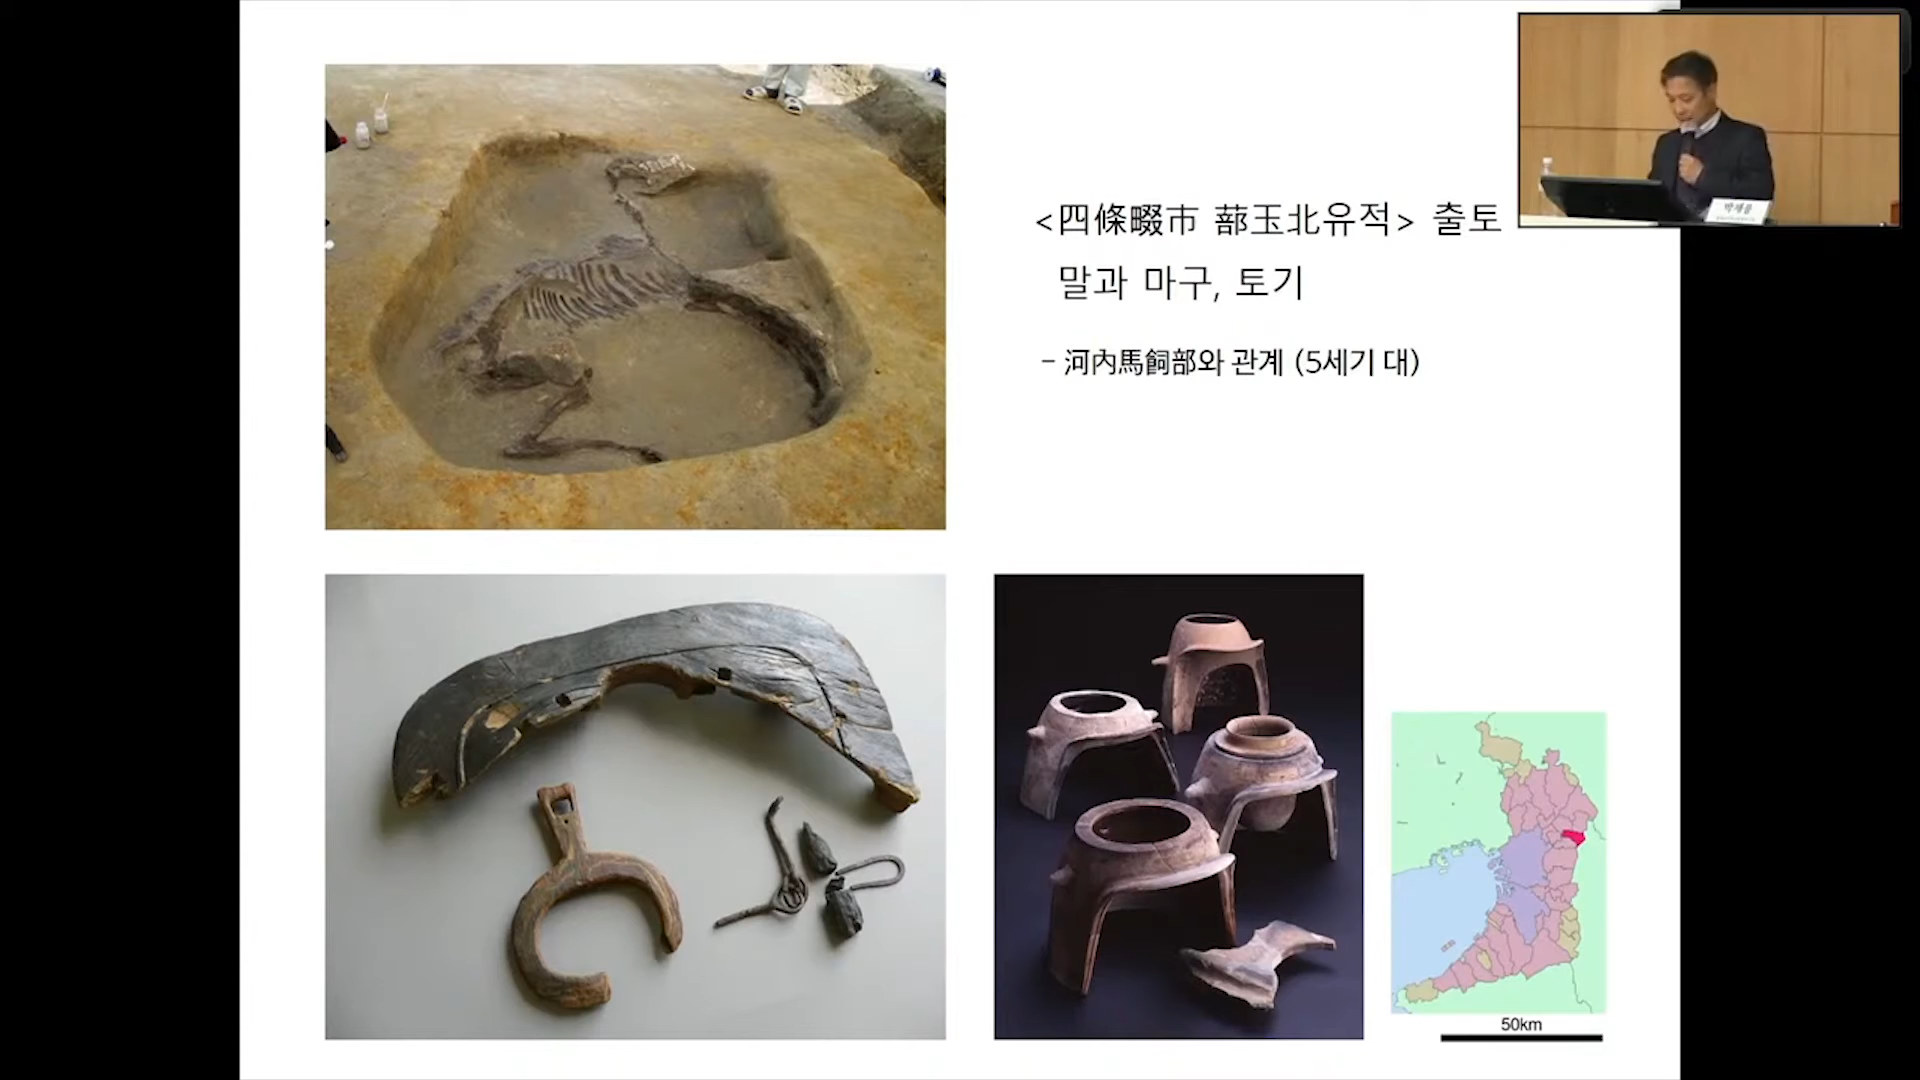 <四條畷市 蔀玉北유적> 출토
말과 마구, 토기
- 河內馬飼部와 관계 (5세기 대)
50km